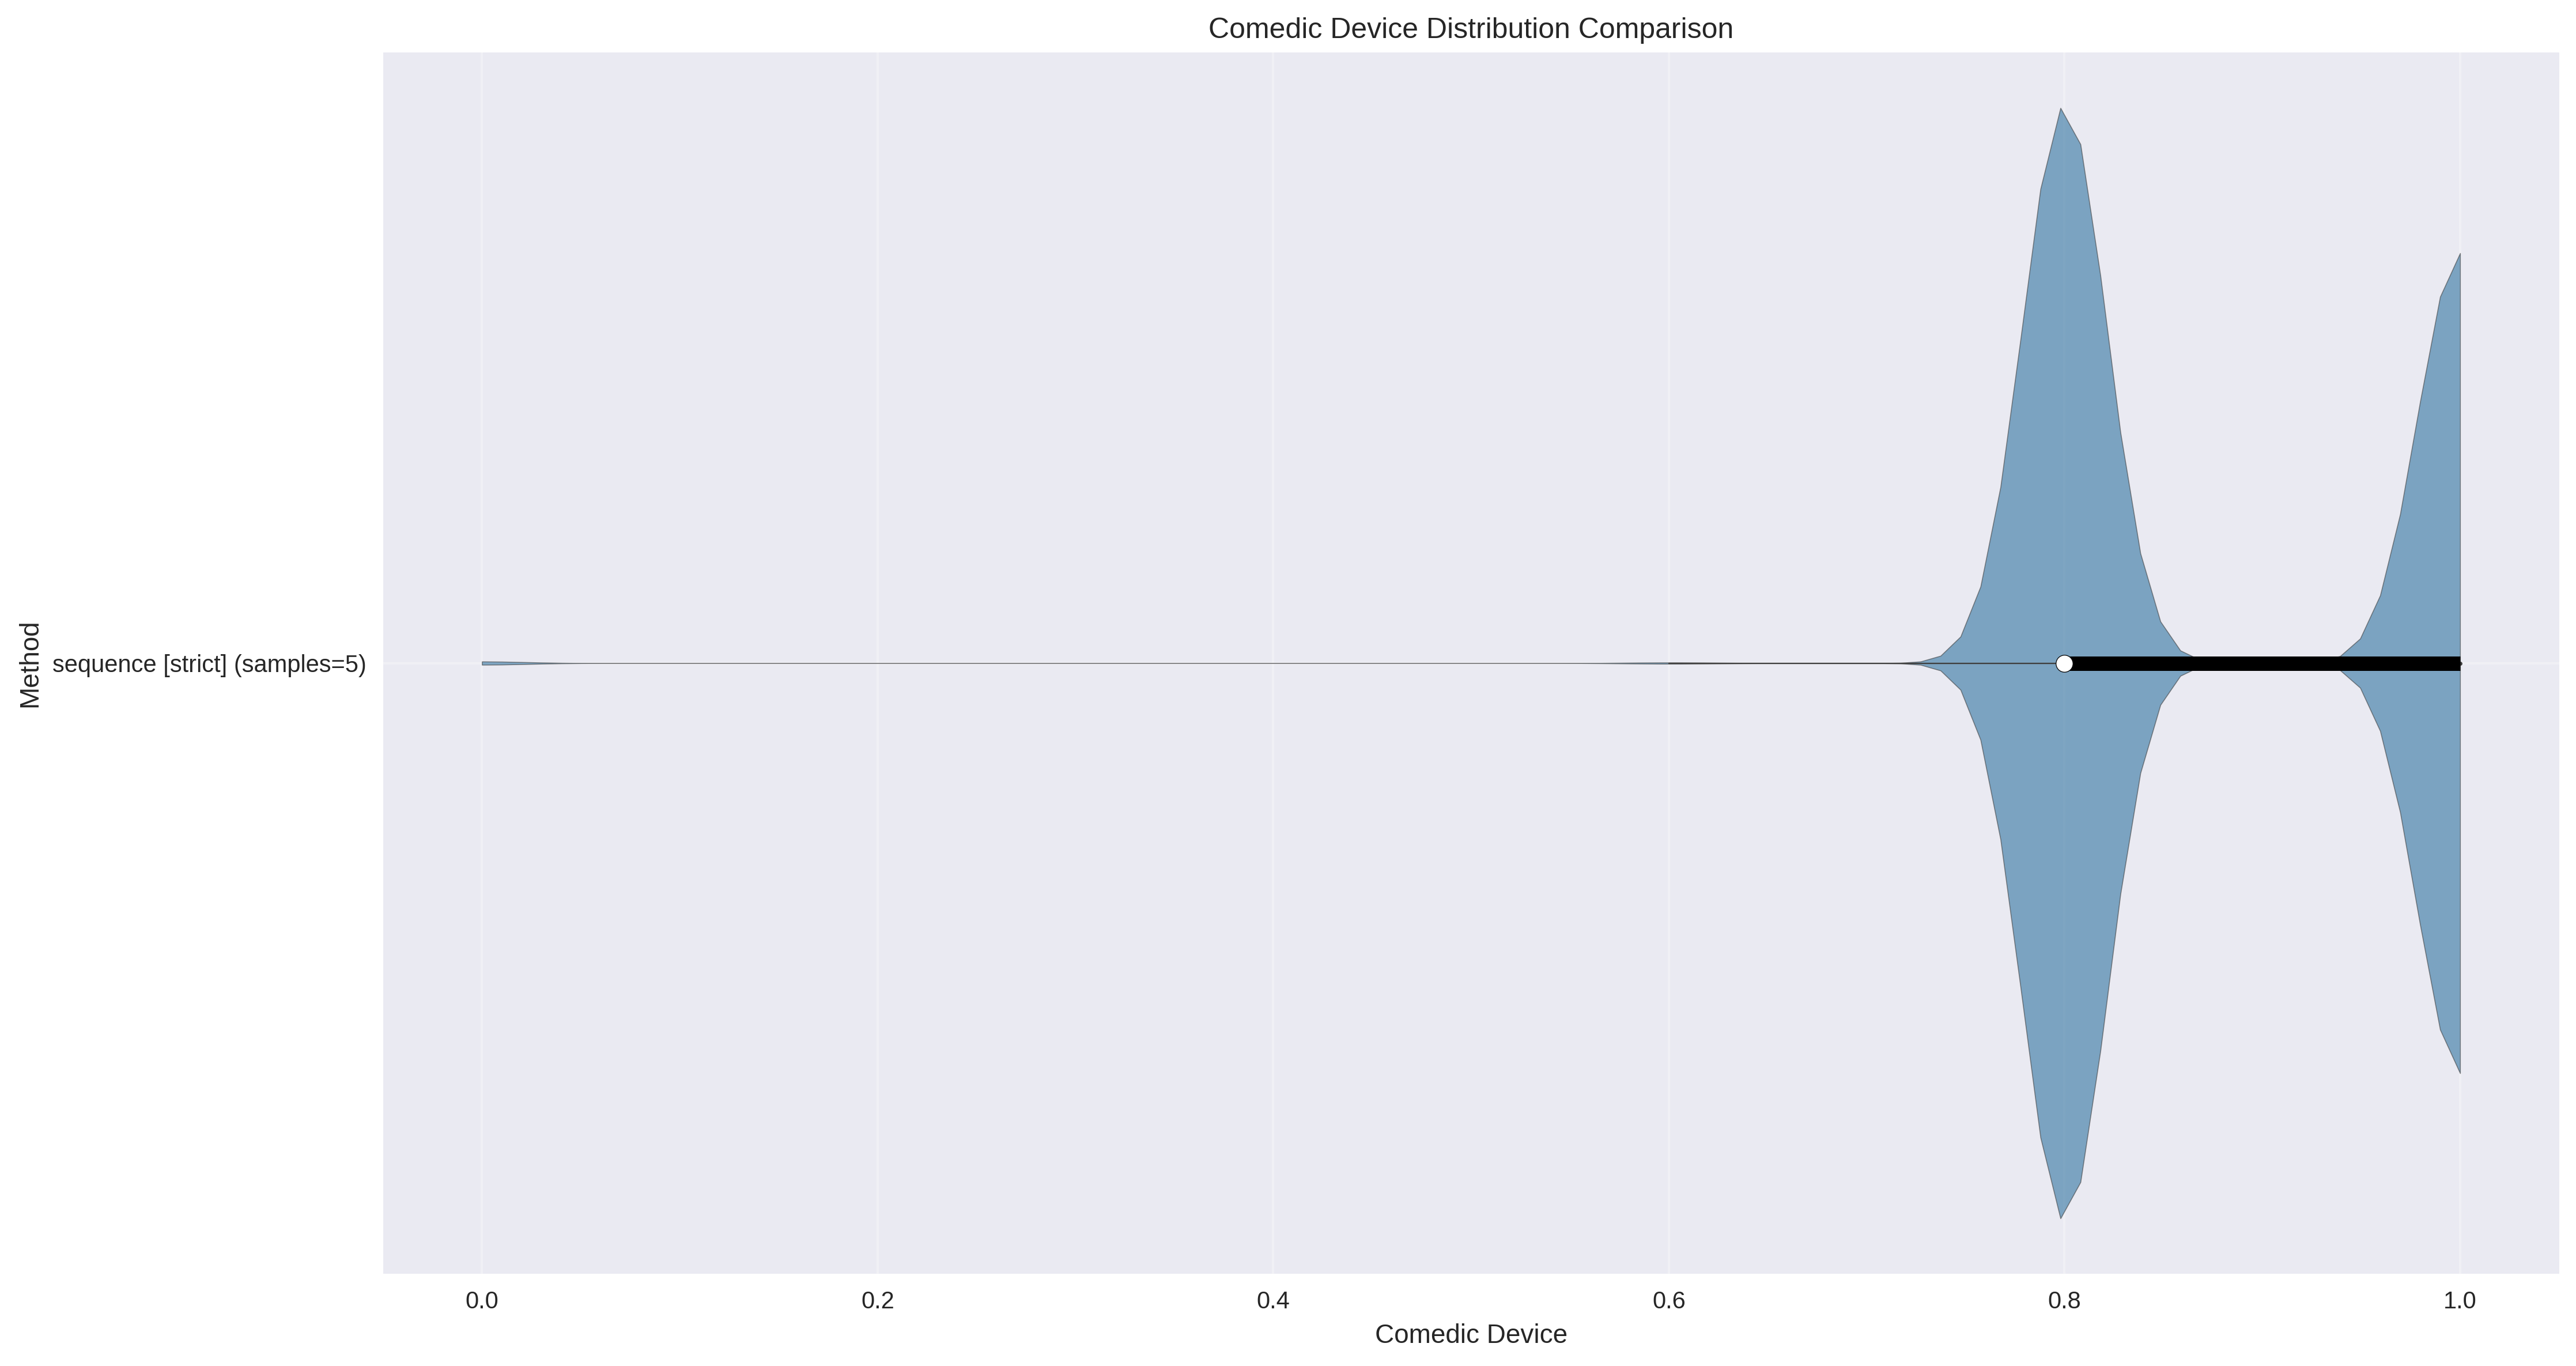 Comedic Device Distribution Comparison
Method
sequence [strict] (samples=5)
0.0 0.2 0.4 0.6 0.8 1.0
Comedic Device